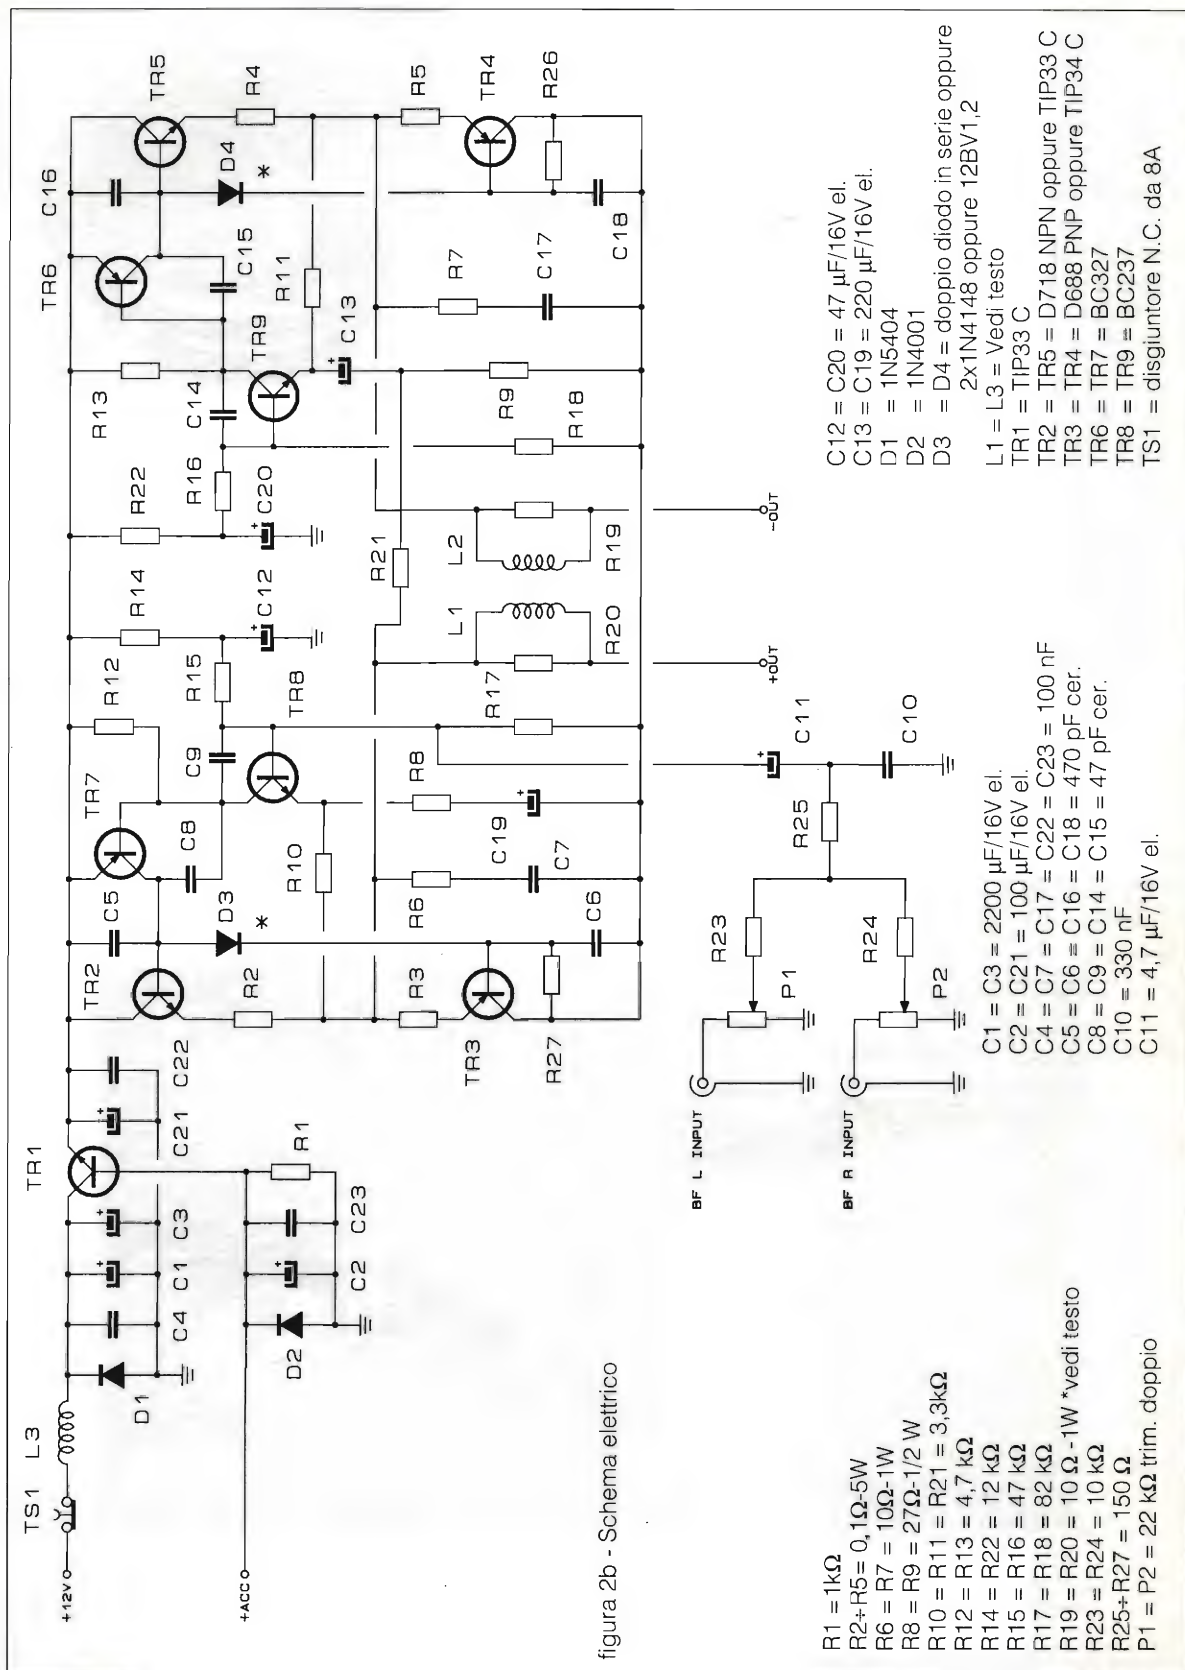 TS1
L3
TR1
TR2
C5
TR7
R12
R14
R22
R13
TR6
C16
TR5
+12V
D1
C4
C1
C3
C21
C22
C8
C9
R15
C12
R16
C20
C14
TR9
C15
D4
*
R4
D3
*
R2
TR8
R11
C13
+ACC
D2
C2
C23
R1
R10
R3
R8
R21
R5
TR4
R6
C19
C7
R17
L1
L2
R9
R7
C17
R26
TR3
R27
C6
R20
R19
R18
C18
+OUT
-OUT
figura 2b - Schema elettrico
BF L INPUT
P1
R23
R25
C11
C10
BF R INPUT
P2
R24
R1 = 1kΩ
R2÷R5= 0,1Ω-5W
R6 = R7 = 10Ω-1W
R8 = R9 = 27Ω-1/2 W
R10 = R11 = R21 = 3,3kΩ
R12 = R13 = 4,7 kΩ
R14 = R22 = 12 kΩ
R15 = R16 = 47 kΩ
R17 = R18 = 82 kΩ
R19 = R20 = 10 Ω -1W *vedi testo
R23 = R24 = 10 kΩ
R25÷R27 = 150 Ω
P1 = P2 = 22 kΩ trim. doppio
C1 = C3 = 2200 µF/16V el.
C2 = C21 = 100 µF/16V el.
C4 = C7 = C17 = C22 = C23 = 100 nF
C5 = C6 = C16 = C18 = 470 pF cer.
C8 = C9 = C14 = C15 = 47 pF cer.
C10 = 330 nF
C11 = 4,7 µF/16V el.
C12 = C20 = 47 µF/16V el.
C13 = C19 = 220 µF/16V el.
D1 = 1N5404
D2 = 1N4001
D3 = D4 = doppio diodo in serie oppure
2x1N4148 oppure 12BV1,2
L1 = L3 = Vedi testo
TR1 = TIP33 C
TR2 = TR5 = D718 NPN oppure TIP33 C
TR3 = TR4 = D688 PNP oppure TIP34 C
TR6 = TR7 = BC327
TR8 = TR9 = BC237
TS1 = disgiuntore N.C. da 8A